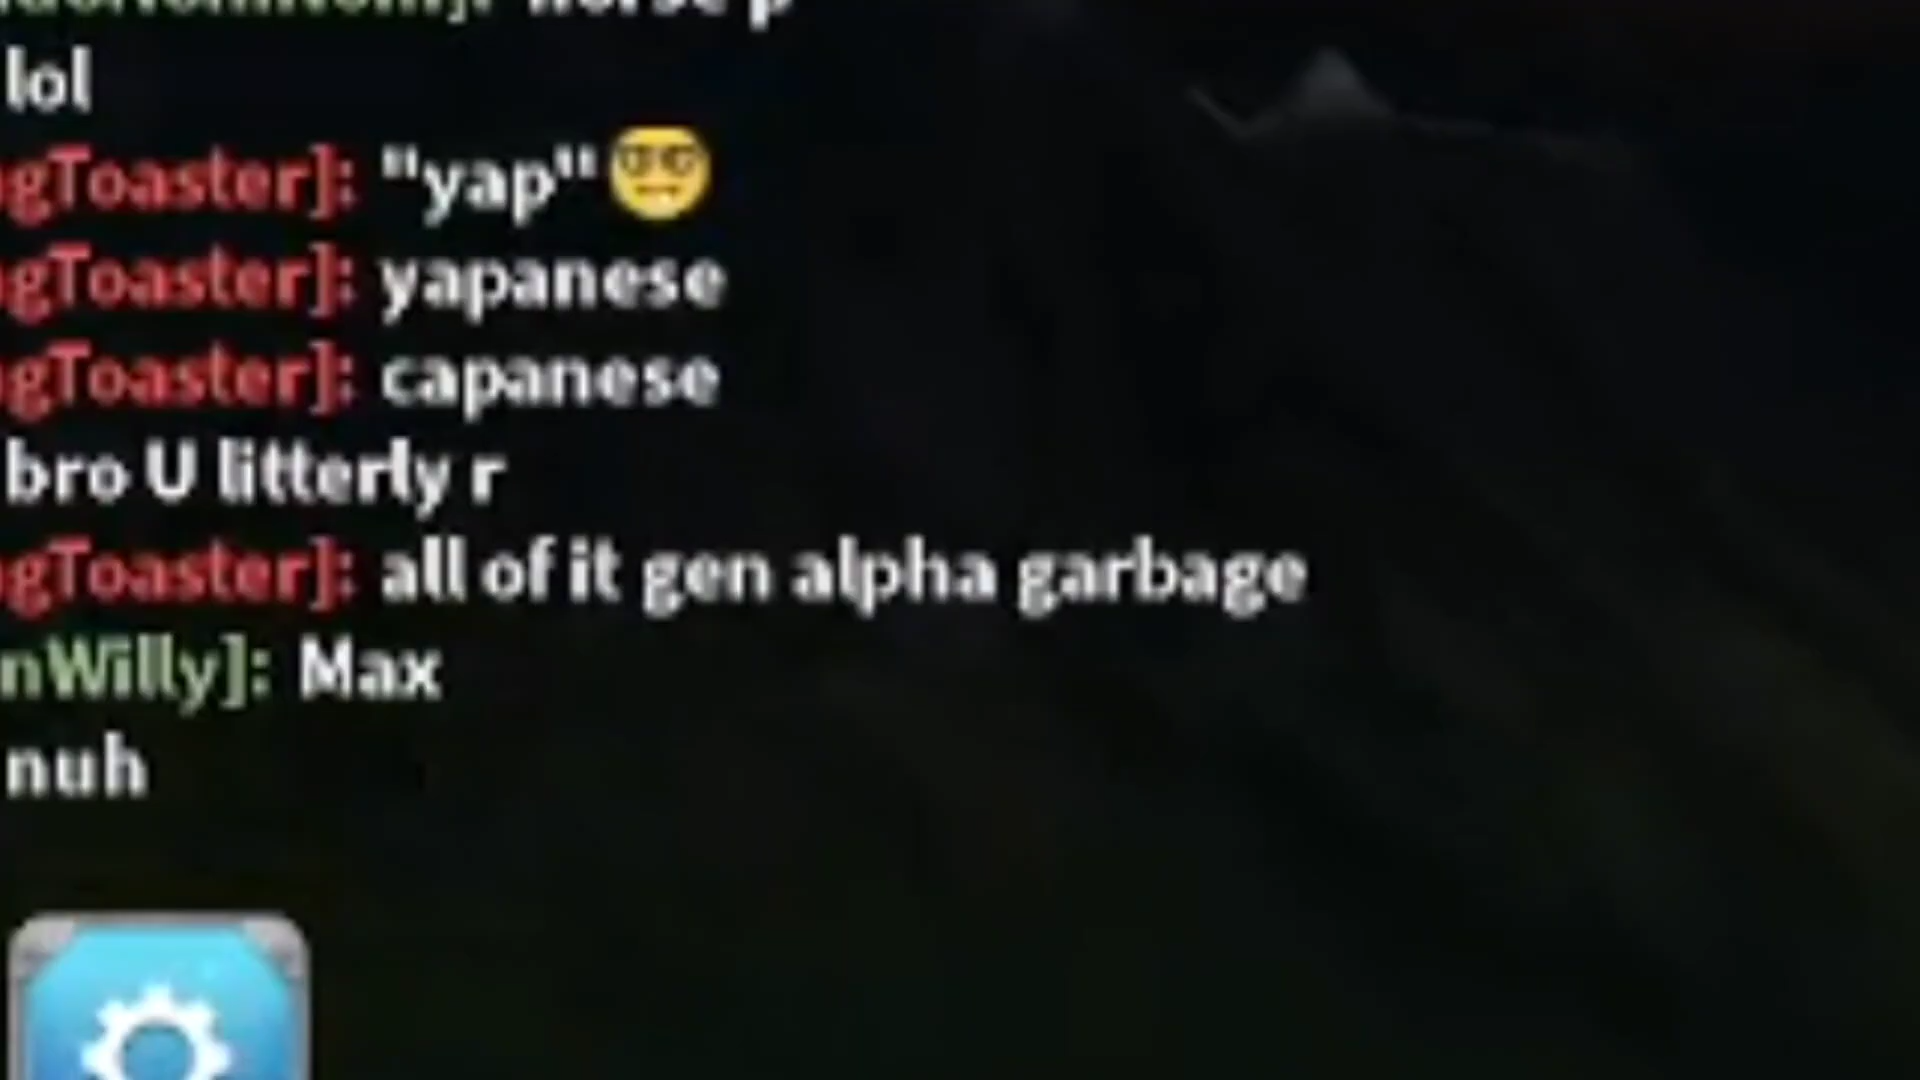 lol
gToaster]: "yap"
gToaster]: yapanese
gToaster]: capanese
bro U litterly r
gToaster]: all of it gen alpha garbage
nWilly]: Max
nuh